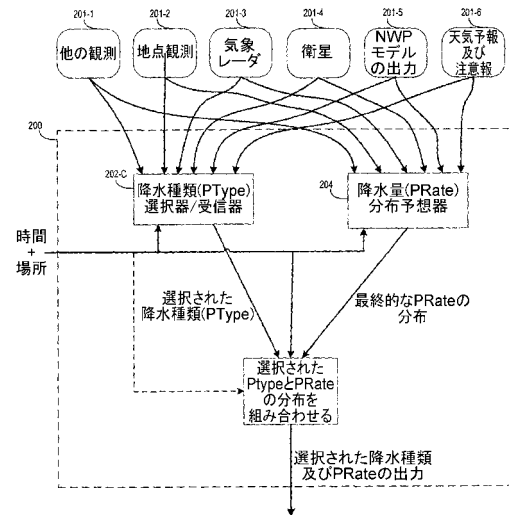 201-1
201-2
201-3
201-4
201-5
201-6
他の観測
地点観測
気象
レーダ
衛星
NWP
モデル
の出力
天気予報
及び
注意報
200
202-C
降水種類(PType)
選択器/受信器
204
降水量(PRate)
分布予想器
時間
+
場所
選択された
降水種類(PType)
最終的なPRateの
分布
選択された
PtypeとPRate
の分布を
組み合わせる
選択された降水種類
及びPRateの出力